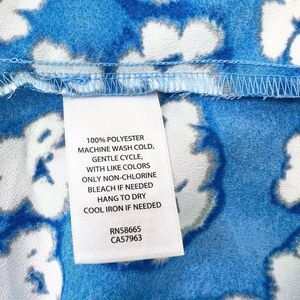 100% POLYESTER
MACHINE WASH COLD,
GENTLE CYCLE,
WITH LIKE COLORS
ONLY NON-CHLORINE
BLEACH IF NEEDED
HANG TO DRY
COOL IRON IF NEEDED
RN58665
CA57963